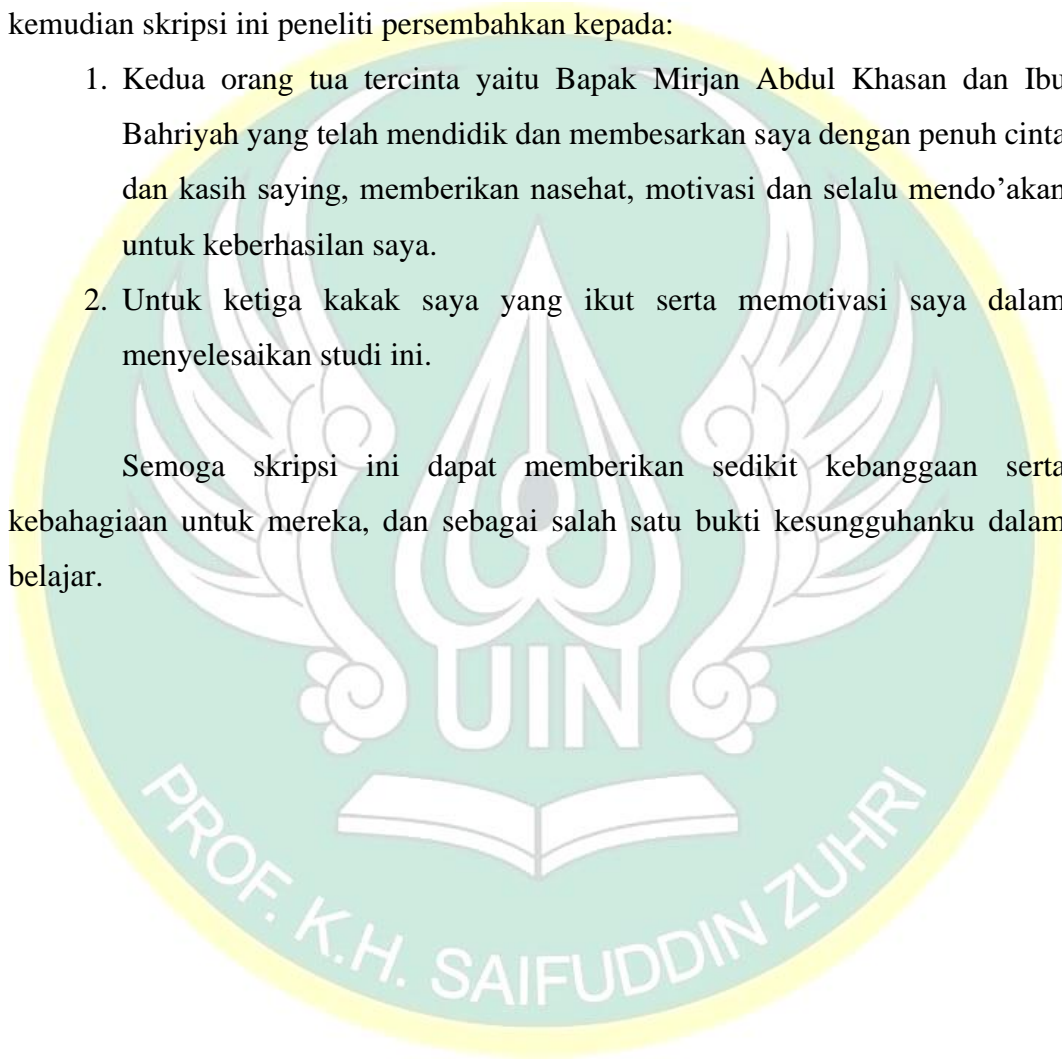 kemudian skripsi ini peneliti persembahkan kepada:
1. Kedua orang tua tercinta yaitu Bapak Mirjan Abdul Khasan dan Ibu
Bahriyah yang telah mendidik dan membesarkan saya dengan penuh cinta
dan kasih saying, memberikan nasehat, motivasi dan selalu mendo’akan
untuk keberhasilan saya.
2. Untuk ketiga kakak saya yang ikut serta memotivasi saya dalam
menyelesaikan studi ini.
Semoga skripsi ini dapat memberikan sedikit kebanggaan serta
kebahagiaan untuk mereka, dan sebagai salah satu bukti kesungguhanku dalam
belajar.
UIN
PROF. K.H. SAIFUDDIN ZUHRI